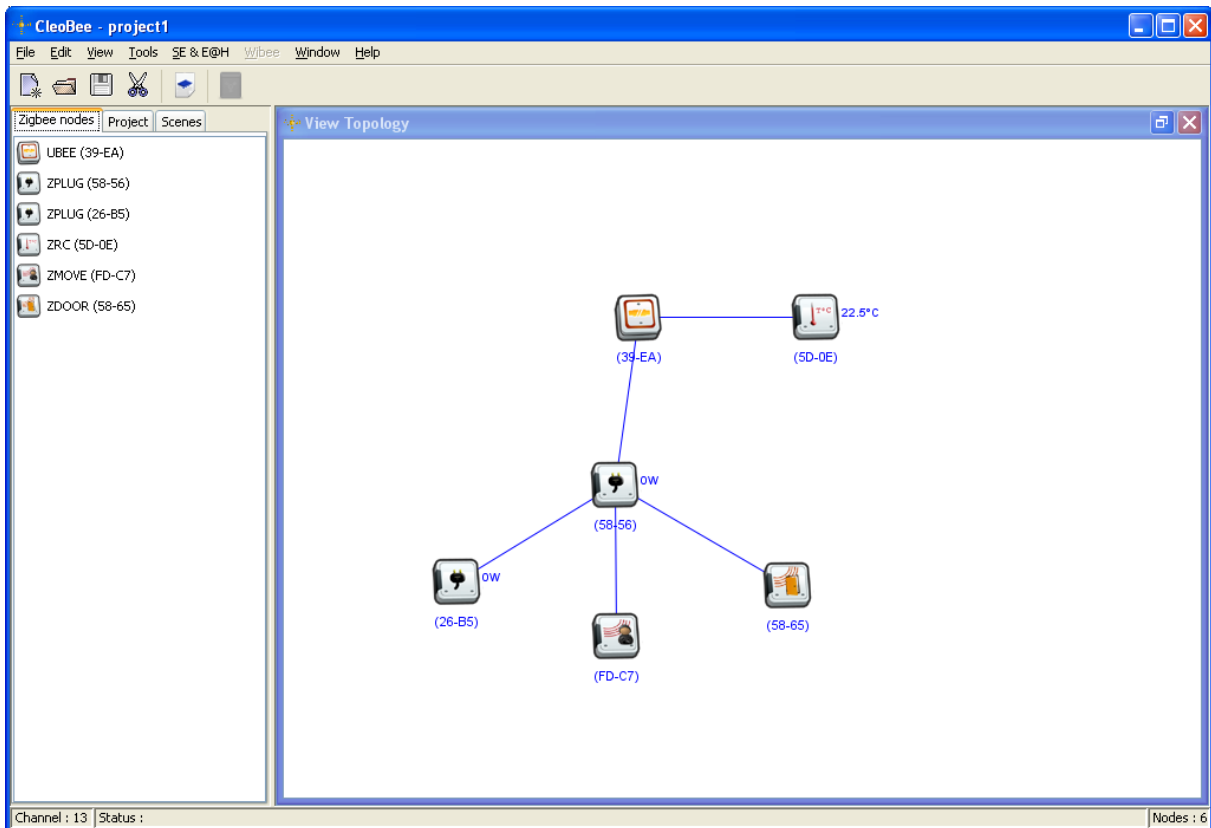 CleoBee - project1
File Edit View Tools SE & E@H Wibee Window Help
Zigbee nodes Project Scenes
UBEE (39-EA)
ZPLUG (58-56)
ZPLUG (26-B5)
ZRC (5D-0E)
ZMOVE (FD-C7)
ZDOOR (58-65)
View Topology
T°C 22.5°C
(39-EA) (5D-0E)
0W
(58-56)
0W
(26-B5) (58-65)
(FD-C7)
Channel : 13 Status : Nodes : 6